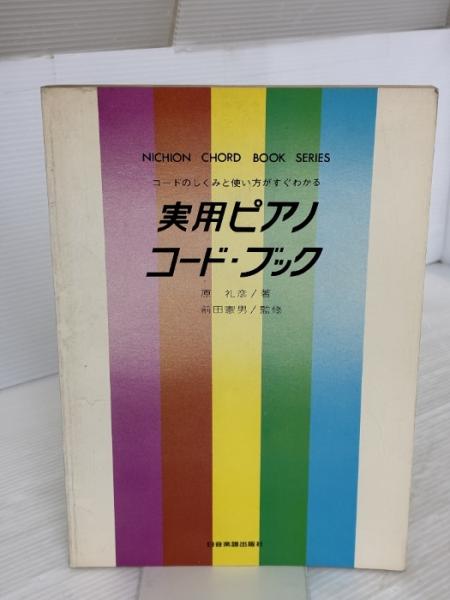 NICHION CHORD BOOK SERIES
コードのしくみと使い方がすぐわかる
実用ピアノ
コード・ブック
原 礼彦/著
前田憲男/監修
日音楽譜出版社